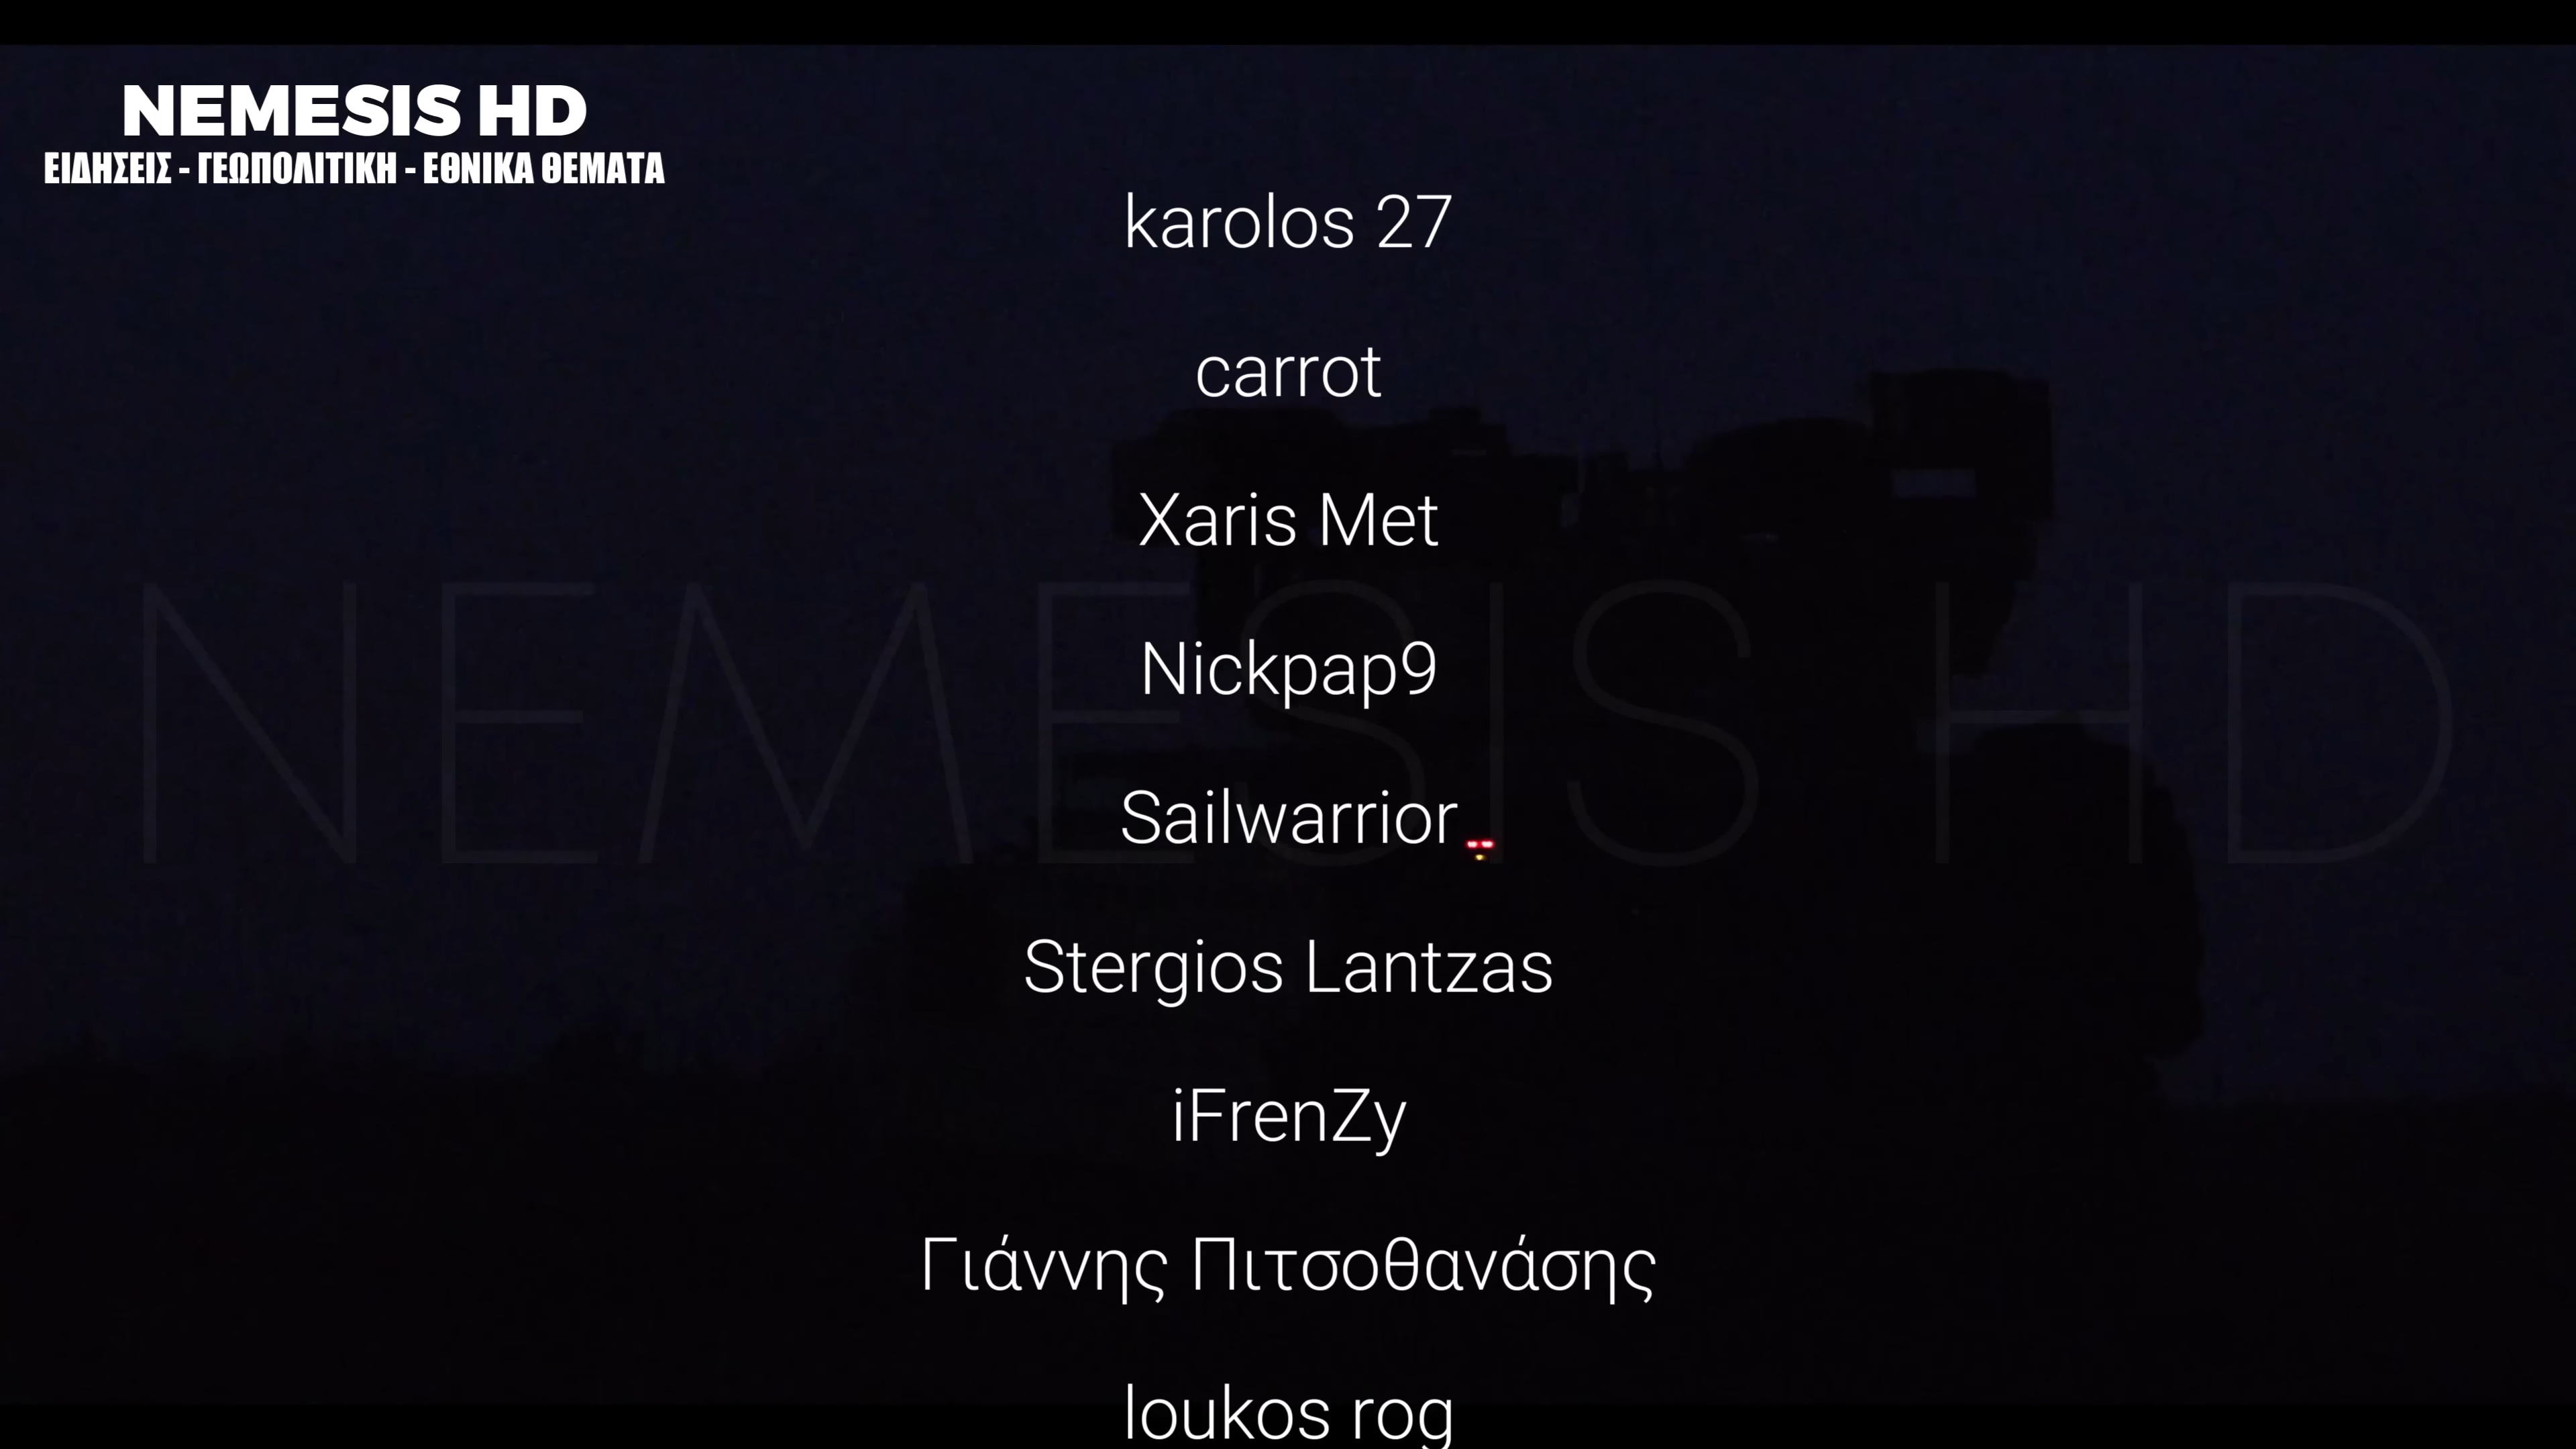 NEMESIS HD
ΕΙΔΗΣΕΙΣ - ΓΕΩΠΟΛΙΤΙΚΗ - ΕΘΝΙΚΑ ΘΕΜΑΤΑ
karolos 27
carrot
Xaris Met
Nickpap9
NEMESIS HD
Sailwarrior
Stergios Lantzas
iFrenZy
Γιάννης Πιτσοθανάσης
loukos rog